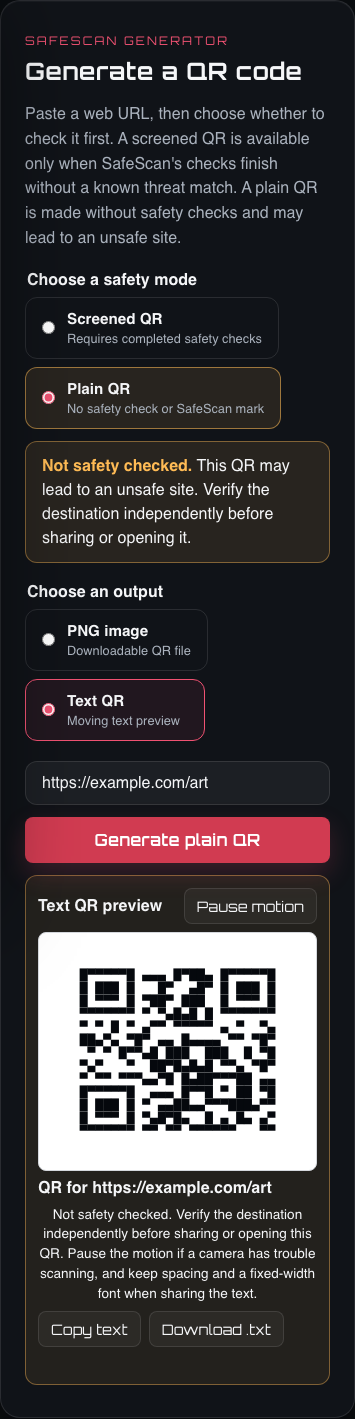 SAFESCAN GENERATOR
Generate a QR code
Paste a web URL, then choose whether to
check it first. A screened QR is available
only when SafeScan's checks finish
without a known threat match. A plain QR
is made without safety checks and may
lead to an unsafe site.
Choose a safety mode
Screened QR
Requires completed safety checks
Plain QR
No safety check or SafeScan mark
Not safety checked. This QR may
lead to an unsafe site. Verify the
destination independently before
sharing or opening it.
Choose an output
PNG image
Downloadable QR file
Text QR
Moving text preview
https://example.com/art
Generate plain QR
Text QR preview
Pause motion
QR for https://example.com/art
Not safety checked. Verify the destination
independently before sharing or opening this
QR. Pause the motion if a camera has trouble
scanning, and keep spacing and a fixed-width
font when sharing the text.
Copy text
Download .txt